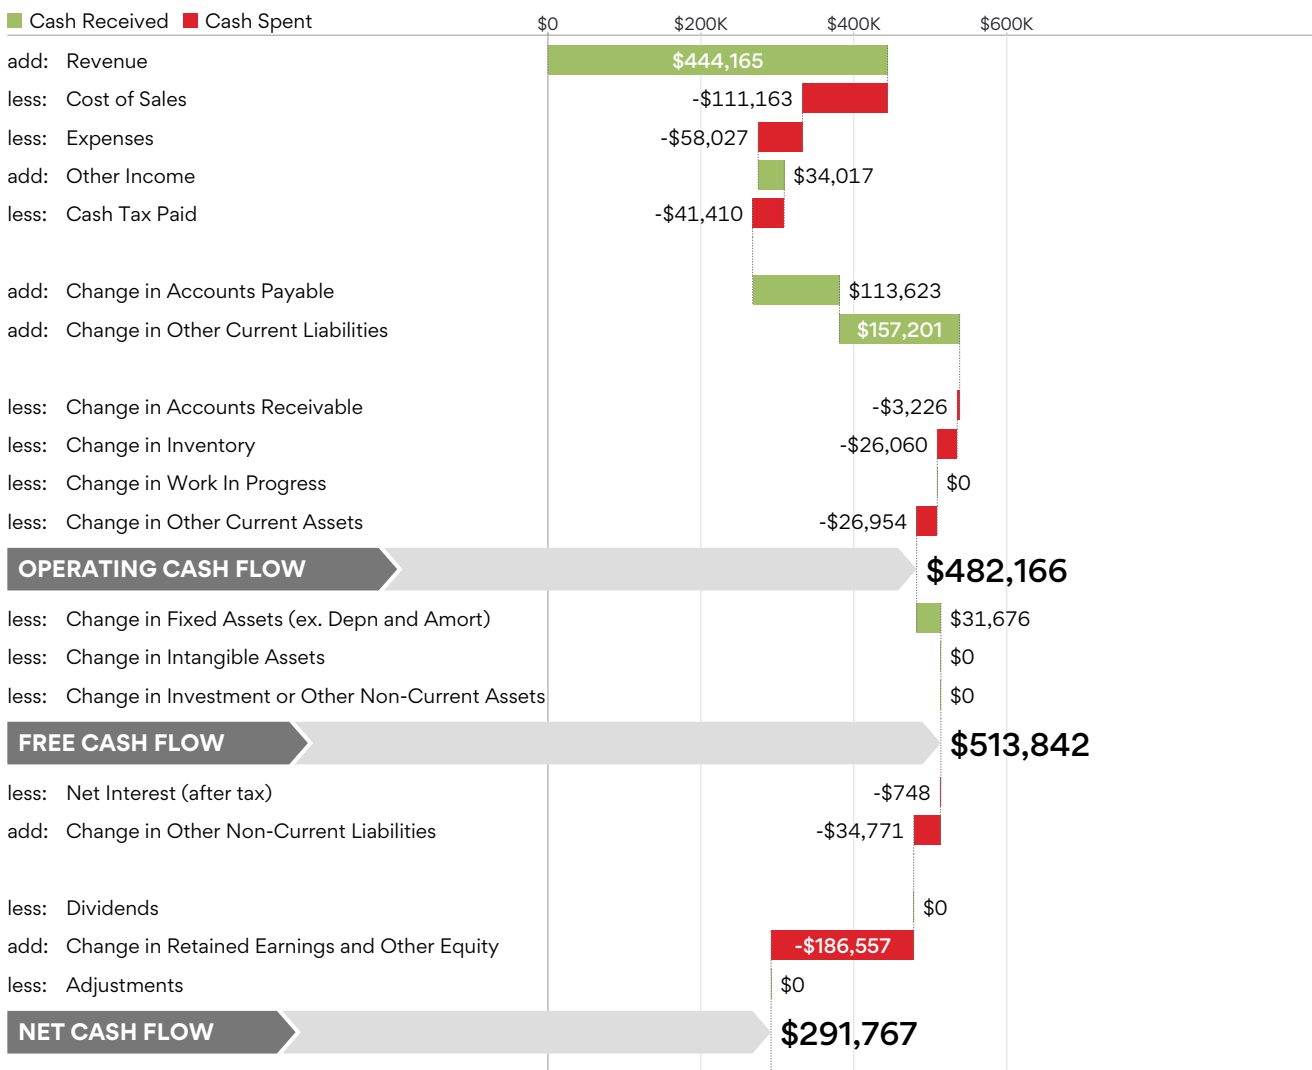 Cash Received Cash Spent $0 $200K $400K $600K
add: Revenue $444,165
less: Cost of Sales -$111,163
less: Expenses -$58,027
add: Other Income $34,017
less: Cash Tax Paid -$41,410
add: Change in Accounts Payable $113,623
add: Change in Other Current Liabilities $157,201
less: Change in Accounts Receivable -$3,226
less: Change in Inventory -$26,060
less: Change in Work In Progress $0
less: Change in Other Current Assets -$26,954
OPERATING CASH FLOW $482,166
less: Change in Fixed Assets (ex. Depn and Amort) $31,676
less: Change in Intangible Assets $0
less: Change in Investment or Other Non-Current Assets $0
FREE CASH FLOW $513,842
less: Net Interest (after tax) -$748
add: Change in Other Non-Current Liabilities -$34,771
less: Dividends $0
add: Change in Retained Earnings and Other Equity -$186,557
less: Adjustments $0
NET CASH FLOW $291,767